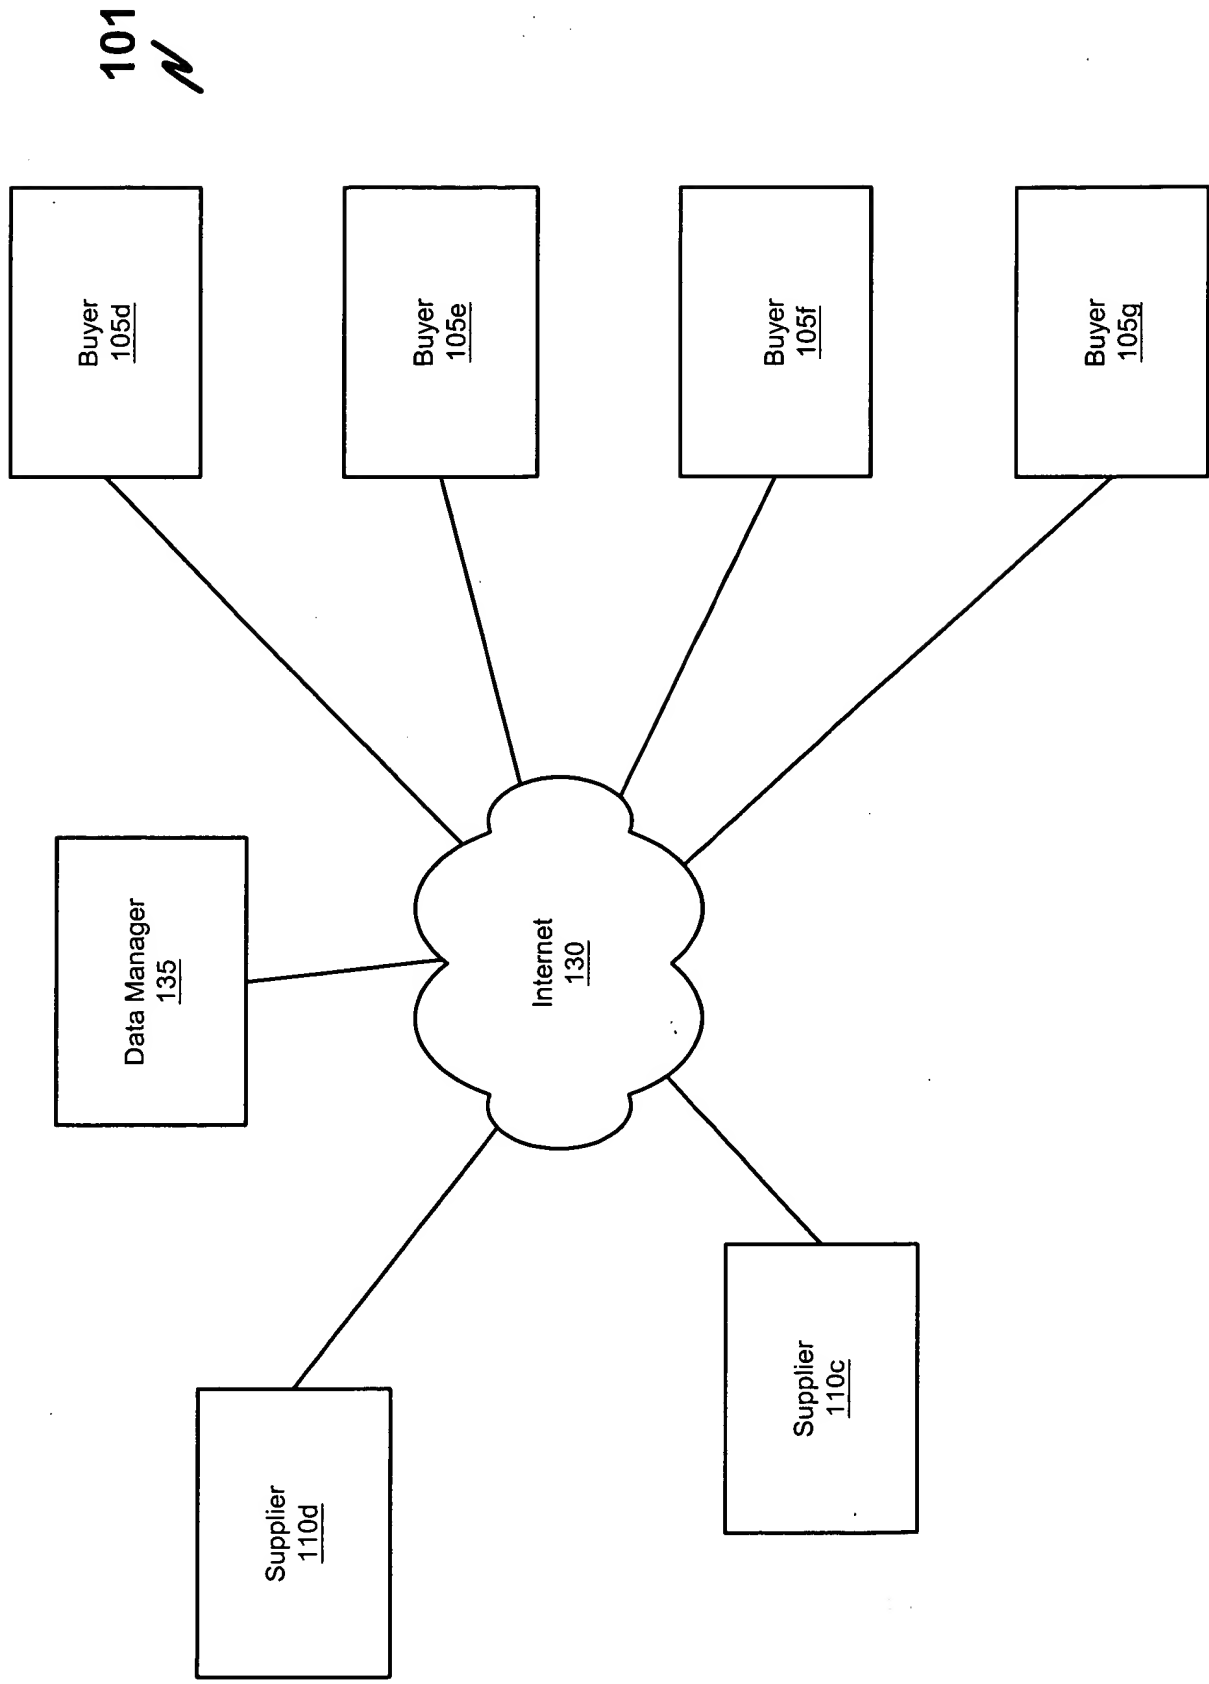 101
Buyer
105d
Data Manager
135
Buyer
105e
Supplier
110d
Internet
130
Buyer
105f
Supplier
110c
Buyer
105g